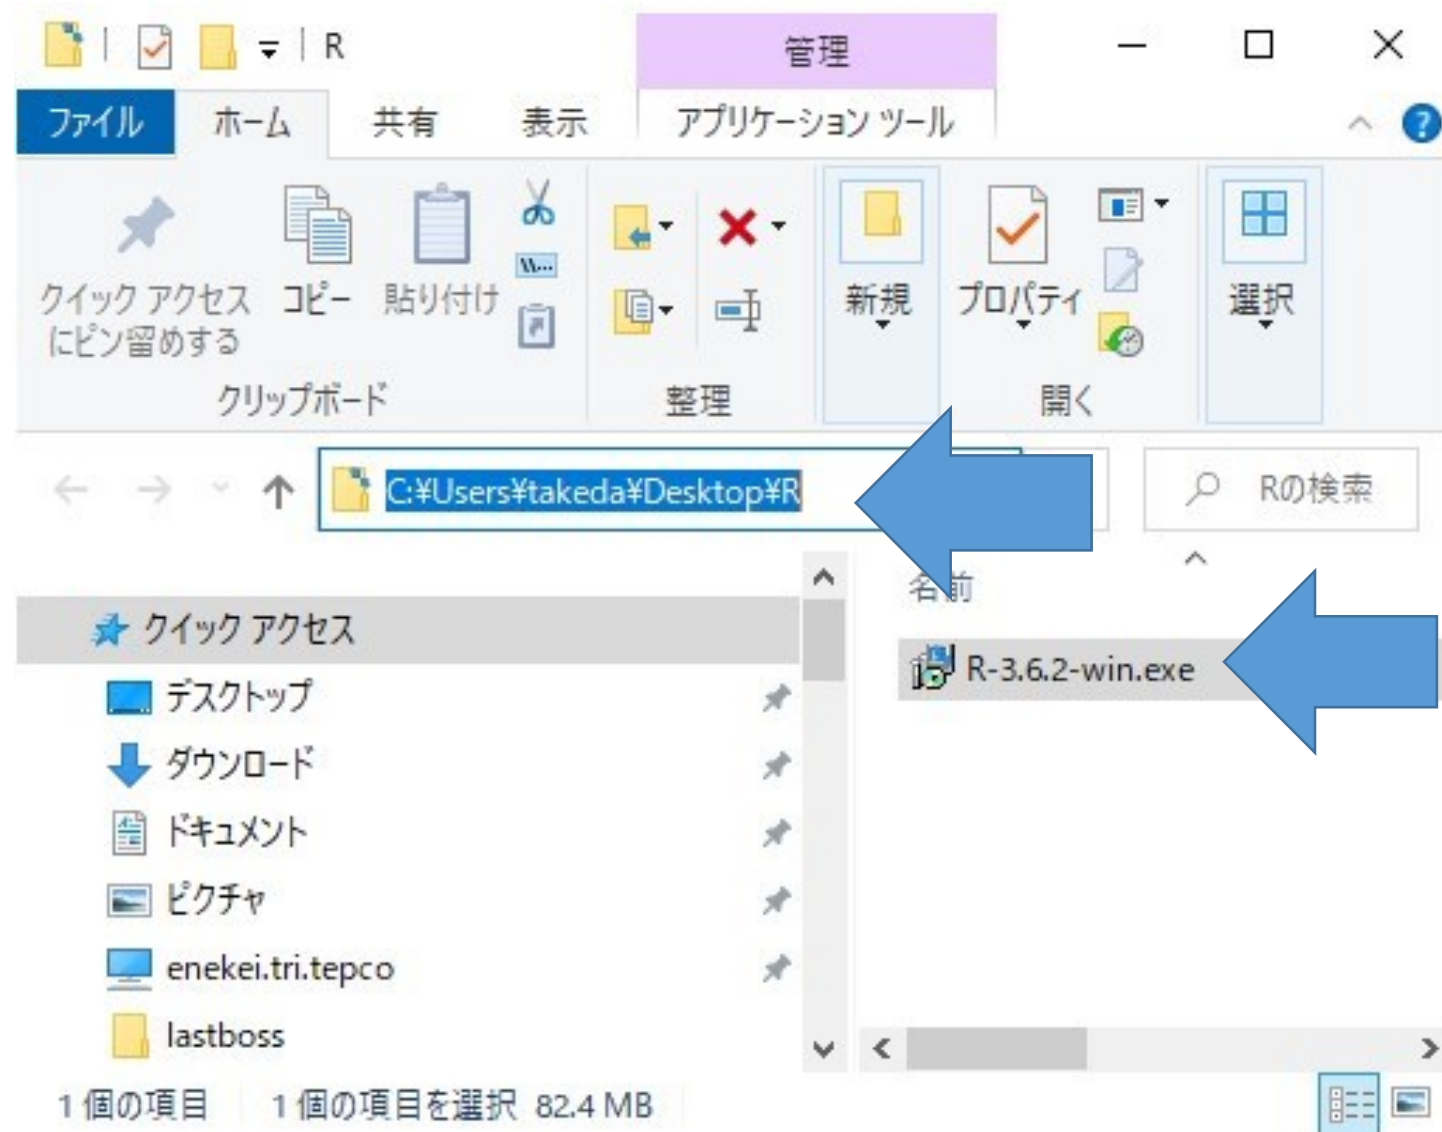 R
管理
ファイル ホーム 共有 表示 アプリケーション ツール
クイック アクセス
にピン留めする
コピー
貼り付け
新規
プロパティ
選択
クリップボード
整理
開く
C:¥Users¥takeda¥Desktop¥R
Rの検索
名前
クイック アクセス
R-3.6.2-win.exe
デスクトップ
ダウンロード
ドキュメント
ピクチャ
enekei.tri.tepco
lastboss
1 個の項目 1 個の項目を選択 82.4 MB